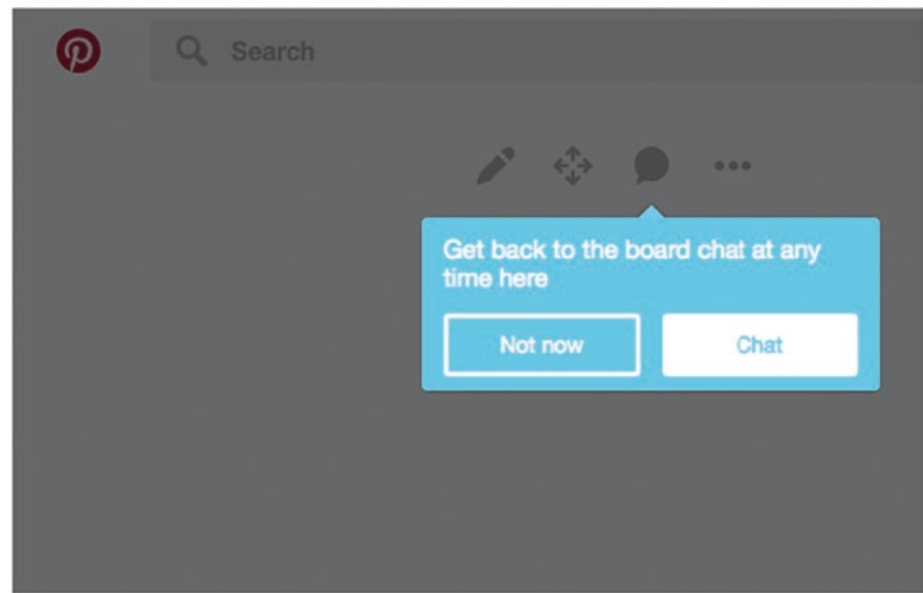 Search
Get back to the board chat at any
time here
Not now
Chat